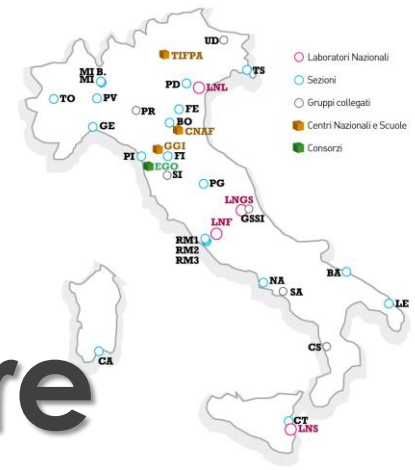 UD
TIFPA
Laboratori Nazionali
MI B.
MI
TS
Sezioni
PD
LNL
TO
PV
PR
FE
Gruppi collegati
BO
GE
CNAF
Centri Nazionali e Scuole
GGI
PI
FI
Consorzi
EGO
SI
PG
LNGS
GSSI
LNF
RM1
RM2
RM3
BA
NA
SA
LE
CS
re
CA
CT
LNS